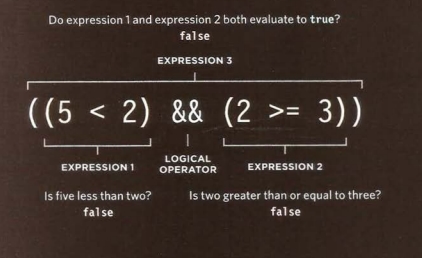 Do expression 1 and expression 2 both evaluate to true?
false
EXPRESSION 3
((5 < 2) && (2 >= 3))
EXPRESSION 1
LOGICAL
OPERATOR
EXPRESSION 2
Is five less than two?
false
Is two greater than or equal to three?
false